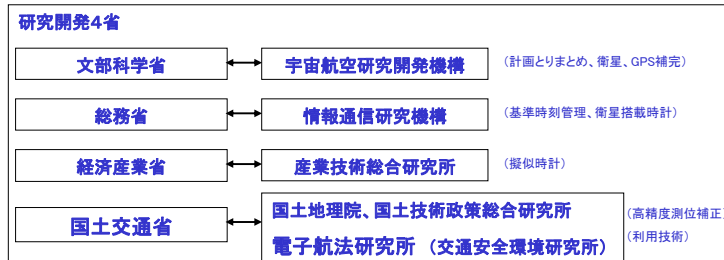 研究開発4省
文部科学省 宇宙航空研究開発機構 (計画とりまとめ、衛星、GPS補完)
総務省 情報通信研究機構 (基準時刻管理、衛星搭載時計)
経済産業省 産業技術総合研究所 (擬似時計)
国土交通省 国土地理院、国土技術政策総合研究所 (高精度測位補正)
電子航法研究所 (交通安全環境研究所) (利用技術)